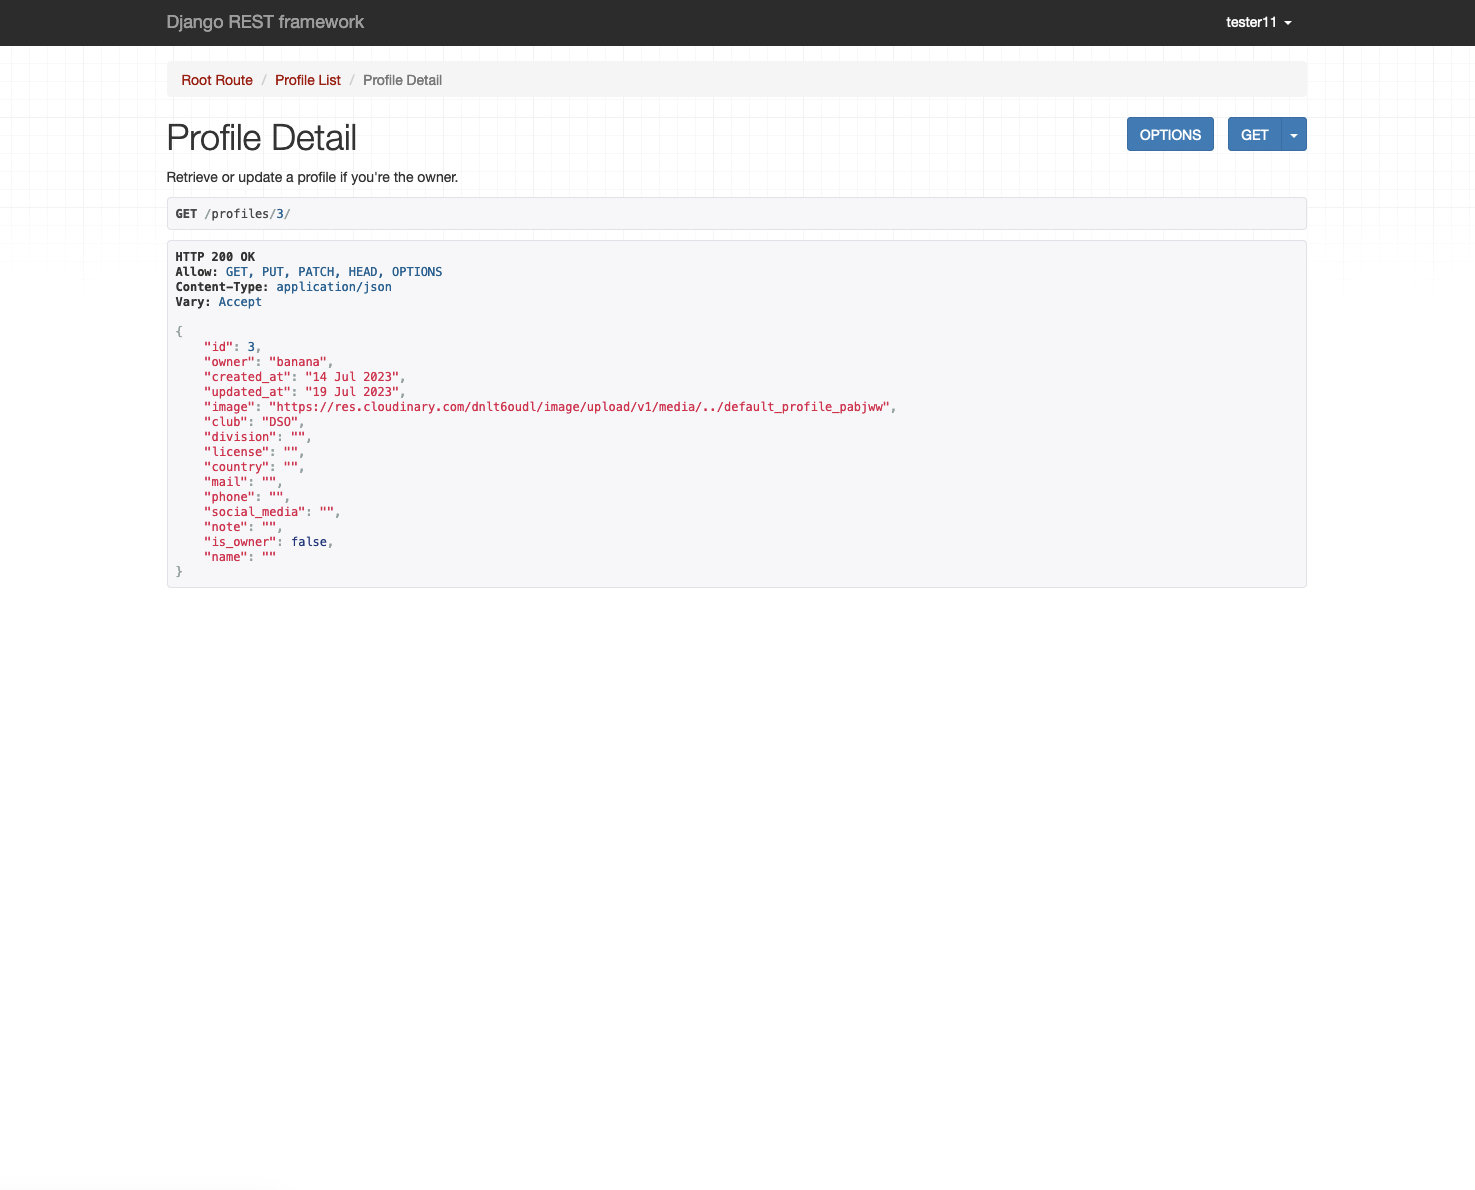 Django REST framework
tester11
Root Route / Profile List / Profile Detail
Profile Detail
OPTIONS
GET
Retrieve or update a profile if you're the owner.
GET /profiles/3/
HTTP 200 OK
Allow: GET, PUT, PATCH, HEAD, OPTIONS
Content-Type: application/json
Vary: Accept
{
    "id": 3,
    "owner": "banana",
    "created_at": "14 Jul 2023",
    "updated_at": "19 Jul 2023",
    "image": "https://res.cloudinary.com/dnlt6oudl/image/upload/v1/media/../default_profile_pabjww",
    "club": "DSO",
    "division": "",
    "license": "",
    "country": "",
    "mail": "",
    "phone": "",
    "social_media": "",
    "note": "",
    "is_owner": false,
    "name": ""
}